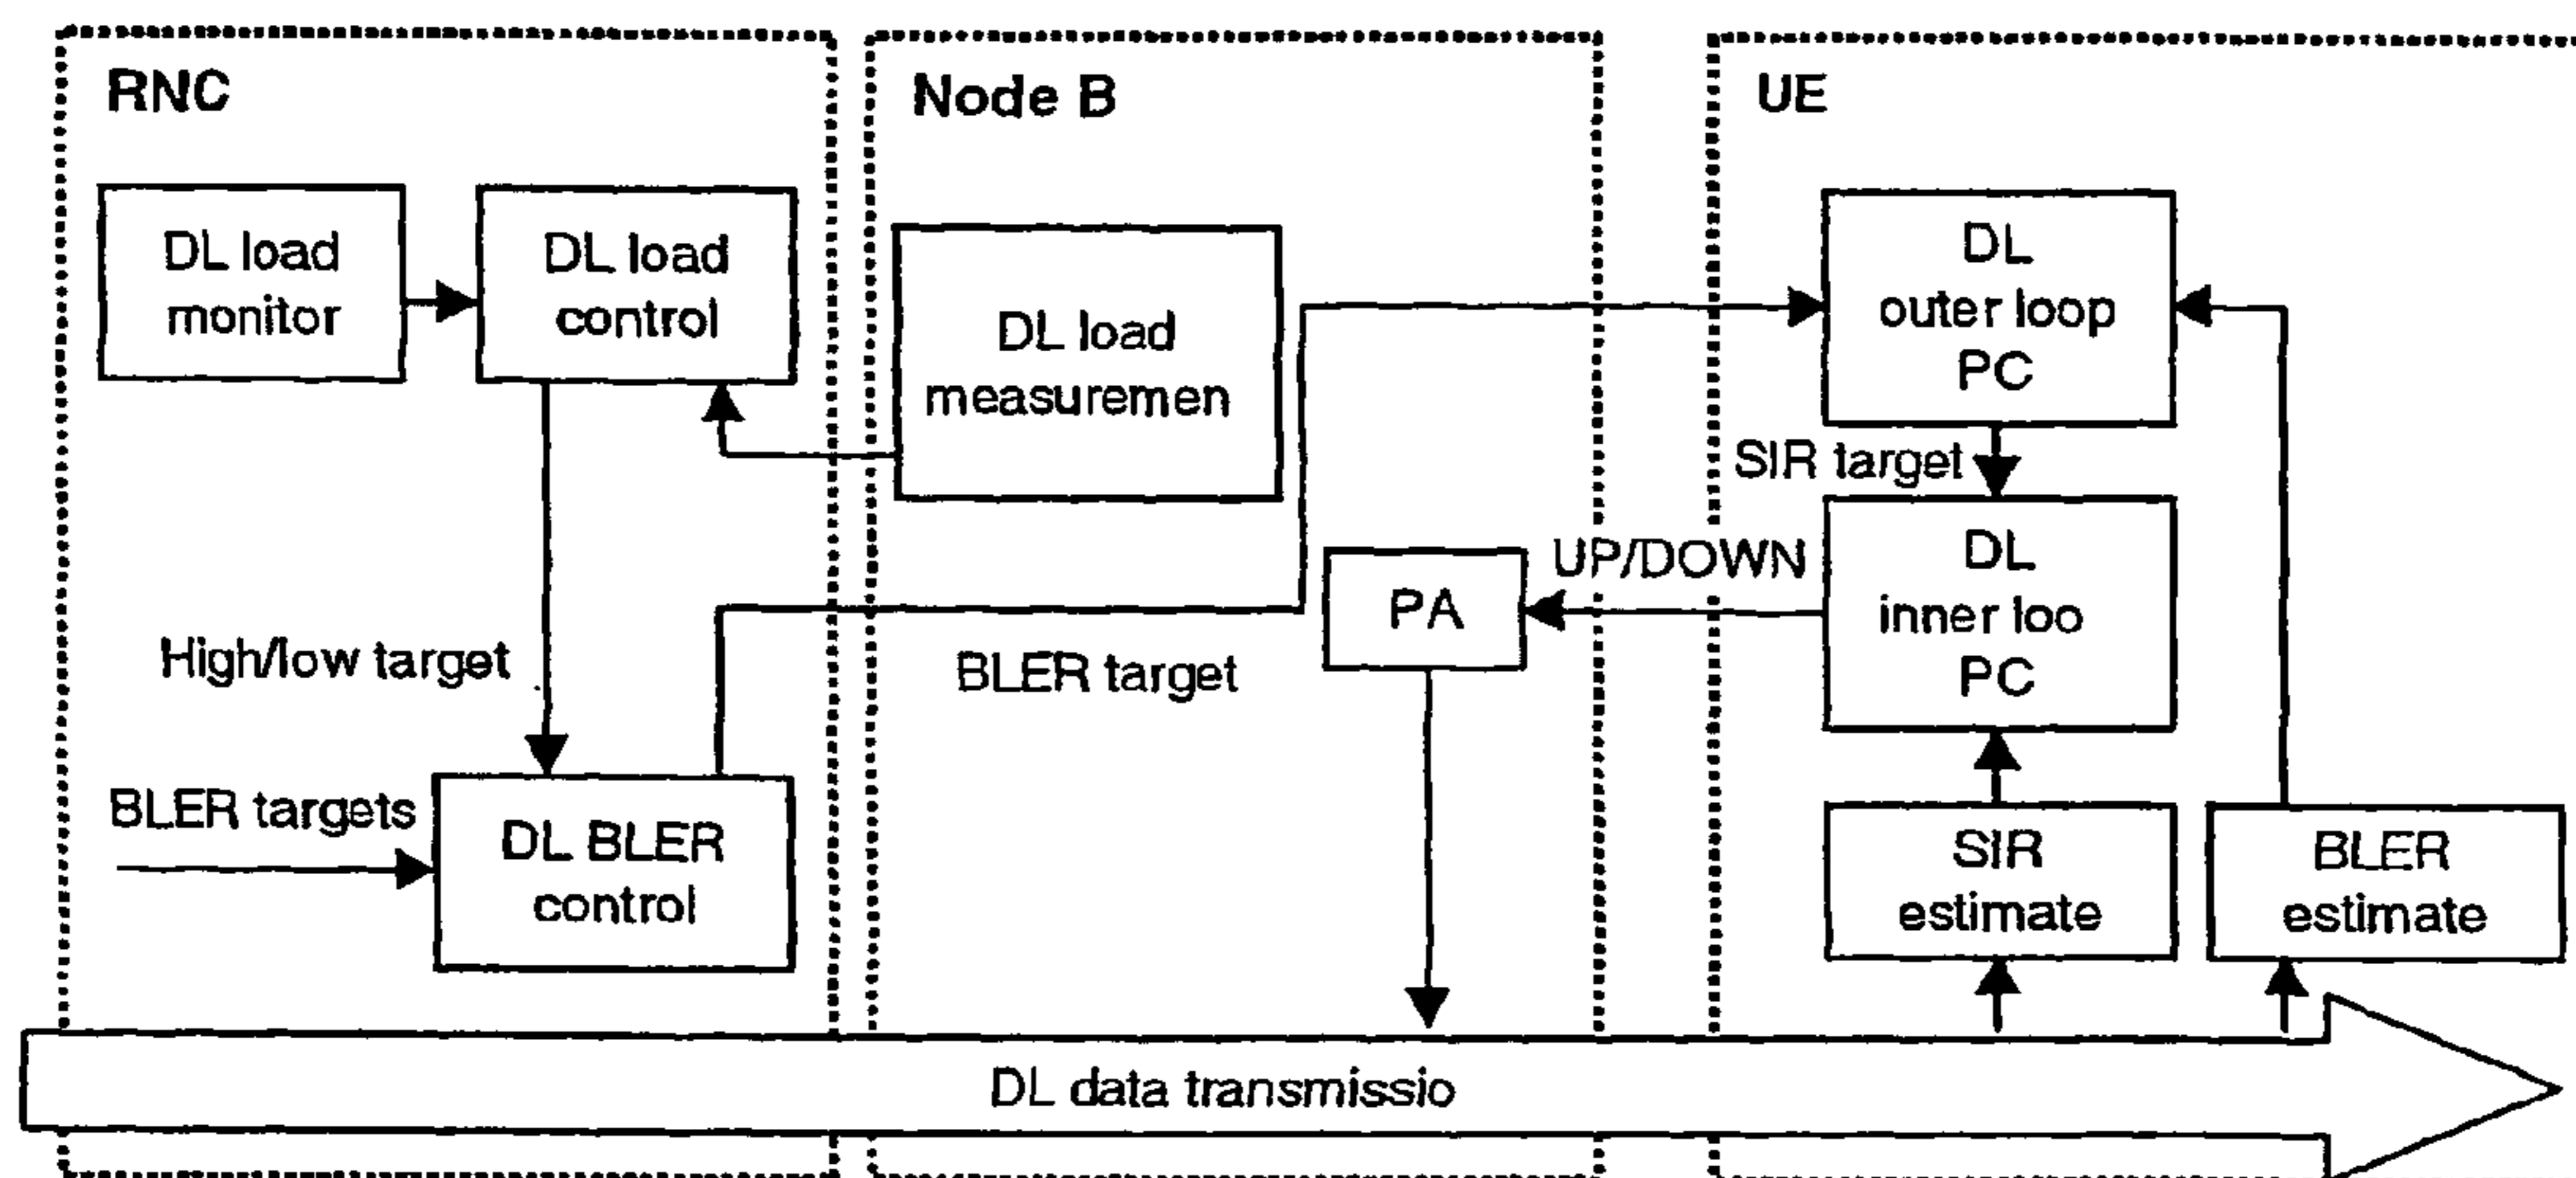 RNC
DL load
monitor
DL load
control
High/low target
BLER targets
DL BLER
control
Node B
DL load
measuremen
BLER target
PA
UP/DOWN
UE
DL
outer loop
PC
SIR target
DL
inner loo
PC
SIR
estimate
BLER
estimate
DL data transmissio